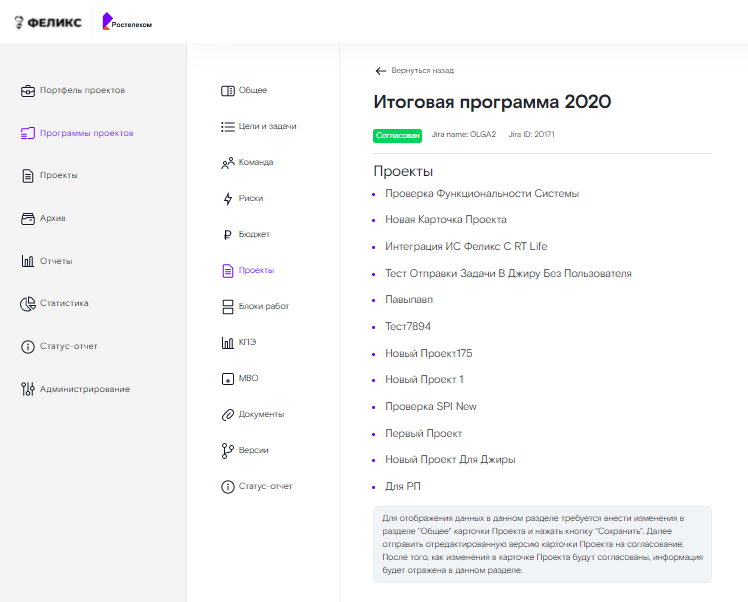 ФЕЛИКС
Ростелеком
Портфель проектов
Программы проектов
Проекты
Архив
Отчеты
Статистика
Статус-отчет
Администрирование
Общее
Цели и задачи
Команда
Риски
Бюджет
Проекты
Блоки работ
КПЭ
МВО
Документы
Версии
Статус-отчет
Вернуться назад
Итоговая программа 2020
Согласован Jira name: OLGA2 Jira ID: 20171
Проекты
Проверка Функциональности Системы
Новая Карточка Проекта
Интеграция ИС Феликс С RT Life
Тест Отправки Задачи В Джиру Без Пользователя
Павыпавп
Тест7894
Новый Проект175
Новый Проект 1
Проверка SPI New
Первый Проект
Новый Проект Для Джиры
Для РП
Для отображения данных в данном разделе требуется внести изменения в
разделе "Общее" карточки Проекта и нажать кнопку "Сохранить". Далее
отправить отредактированную версию карточки Проекта на согласование.
После того, как изменения в карточке Проекта будут согласованы, информация
будет отражена в данном разделе.